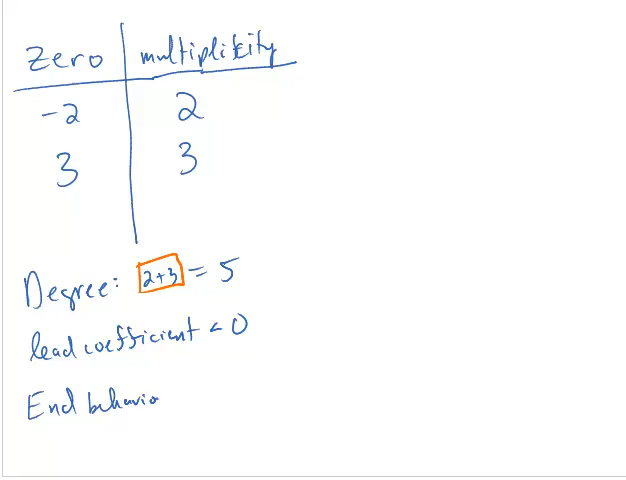 Zero multiplicity
-2 2
3 3
Degree: 2+3 = 5
lead coefficient < 0
End behavio